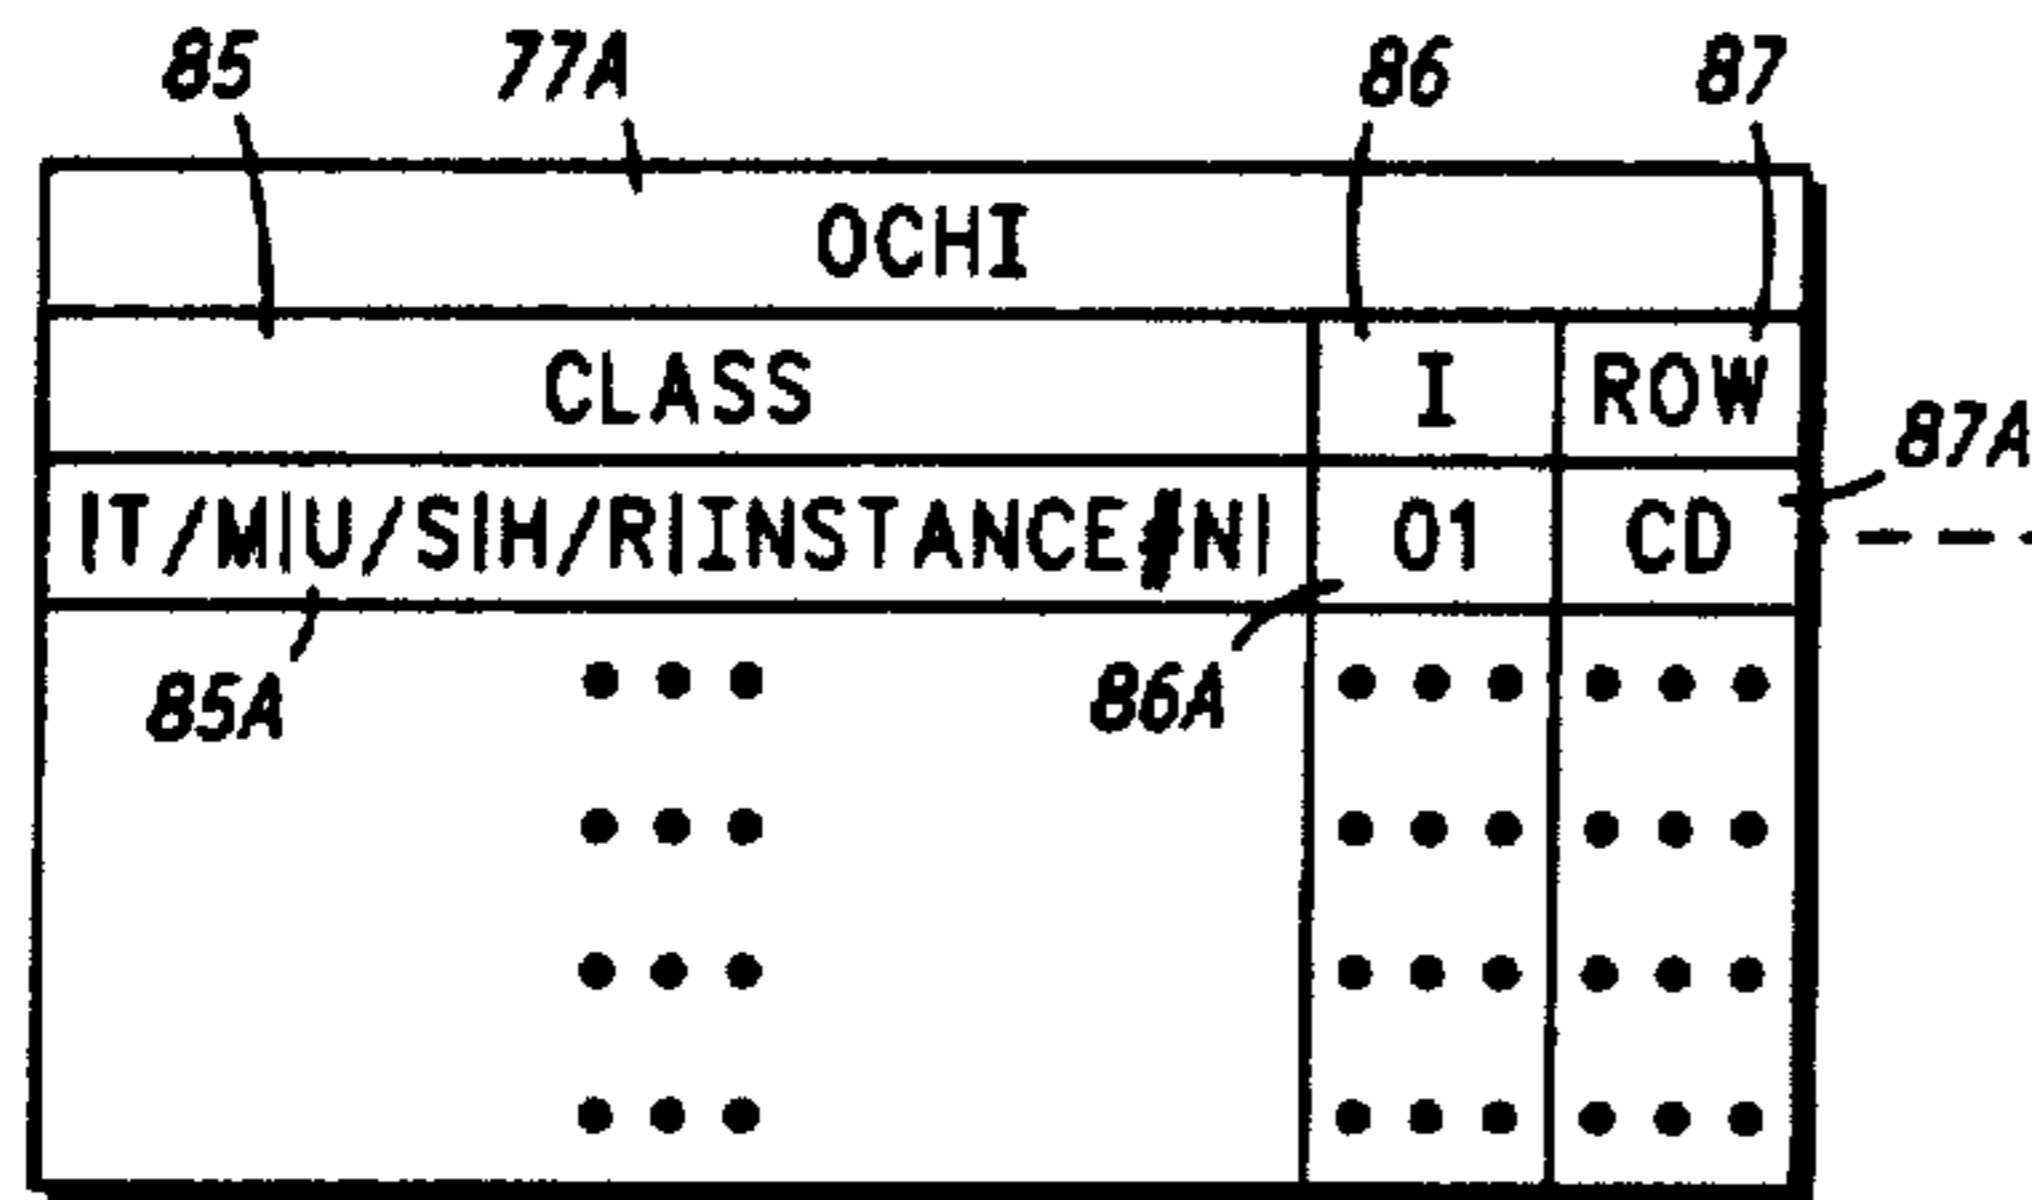 85 77A 86 87
OCHI
CLASS I ROW
87A
|T/M|U/S|H/R|INSTANCE#N| 01 CD
85A 86A